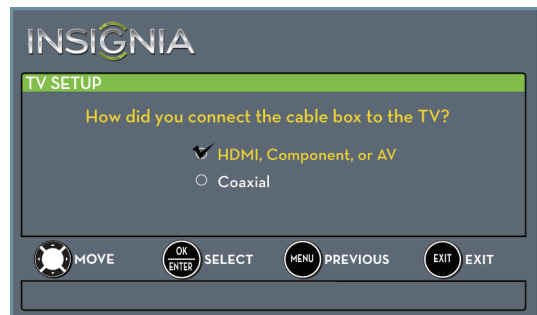 INSIGNIA
TV SETUP
How did you connect the cable box to the TV?
HDMI, Component, or AV
Coaxial
MOVE OK ENTER SELECT MENU PREVIOUS EXIT EXIT